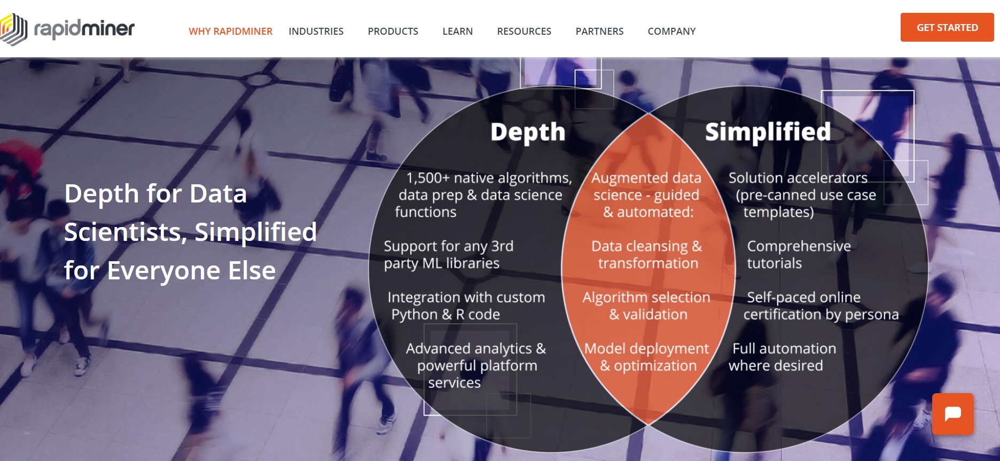 rapidminer
WHY RAPIDMINER
INDUSTRIES
PRODUCTS
LEARN
RESOURCES
PARTNERS
COMPANY
GET STARTED
Depth for Data
Scientists, Simplified
for Everyone Else
Depth
1,500+ native algorithms,
data prep & data science
functions
Support for any 3rd
party ML libraries
Integration with custom
Python & R code
Advanced analytics &
powerful platform
services
Augmented data
science - guided
& automated:
Data cleansing &
transformation
Algorithm selection
& validation
Model deployment
& optimization
Simplified
Solution accelerators
(pre-canned use case
templates)
Comprehensive
tutorials
Self-paced online
certification by persona
Full automation
where desired